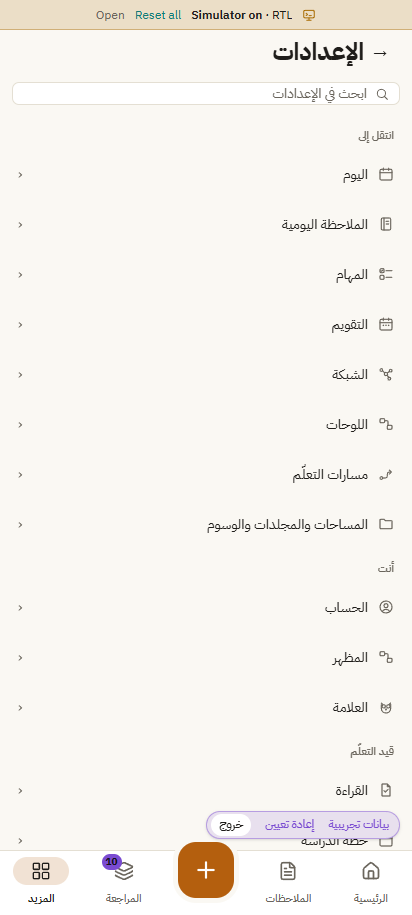 Open Reset all Simulator on · RTL
→ الإعدادات
ابحث في الإعدادات
انتقل إلى
اليوم
الملاحظة اليومية
المهام
التقويم
الشبكة
اللوحات
مسارات التعلّم
المساحات والمجلدات والوسوم
أنت
الحساب
المظهر
العلامة
قيد التعلّم
القراءة
بيانات تجريبية إعادة تعيين خروج
خطة الدراسة
10
الرئيسية الملاحظات المراجعة المزيد